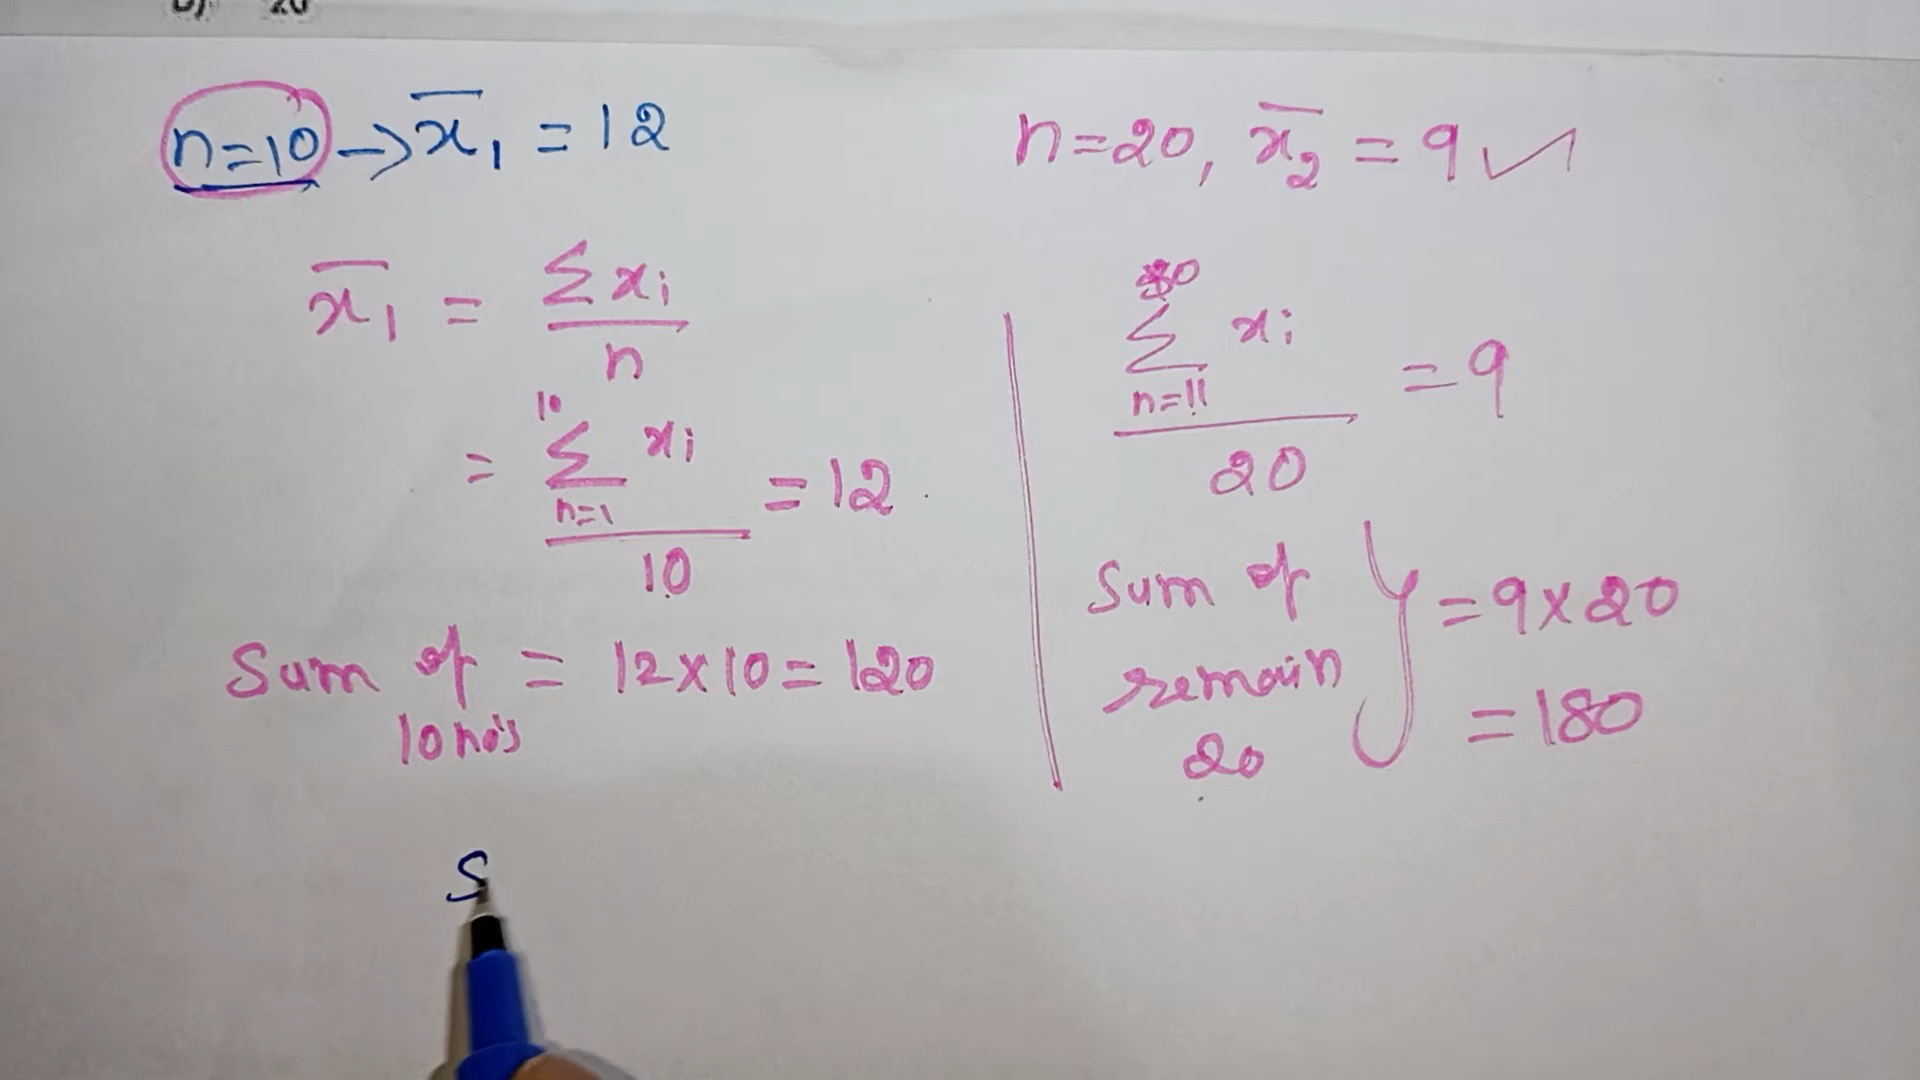 n=10 → x̄₁ = 12
x̄₁ = Σxᵢ / n
= Σ (n=1 to 10) xᵢ / 10 = 12
Sum of 10 no's = 12×10 = 120
n=20, x̄₂ = 9 ✓
Σ (n=11 to 30) xᵢ / 20 = 9
Sum of remain 20 } = 9×20
= 180
S